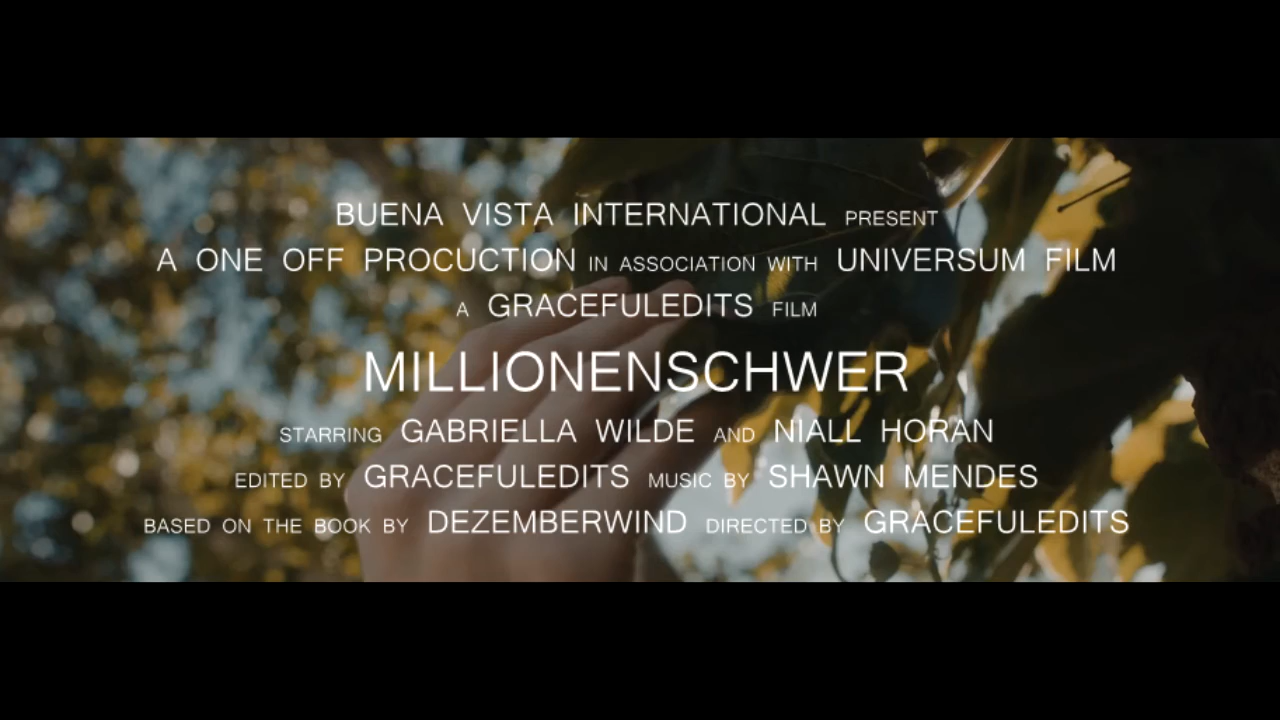 BUENA VISTA INTERNATIONAL PRESENT
A ONE OFF PROCUCTION IN ASSOCIATION WITH UNIVERSUM FILM
A GRACEFULEDITS FILM
MILLIONENSCHWER
STARRING GABRIELLA WILDE AND NIALL HORAN
EDITED BY GRACEFULEDITS MUSIC BY SHAWN MENDES
BASED ON THE BOOK BY DEZEMBERWIND DIRECTED BY GRACEFULEDITS